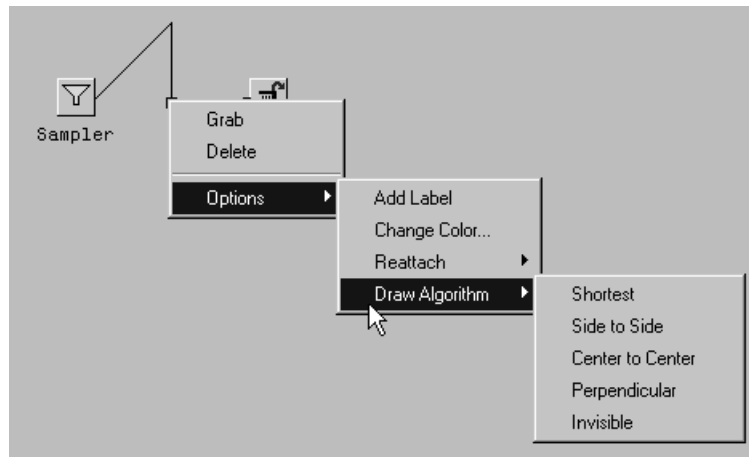 Sampler
Grab
Delete
Options
Add Label
Change Color...
Reattach
Draw Algorithm
Shortest
Side to Side
Center to Center
Perpendicular
Invisible